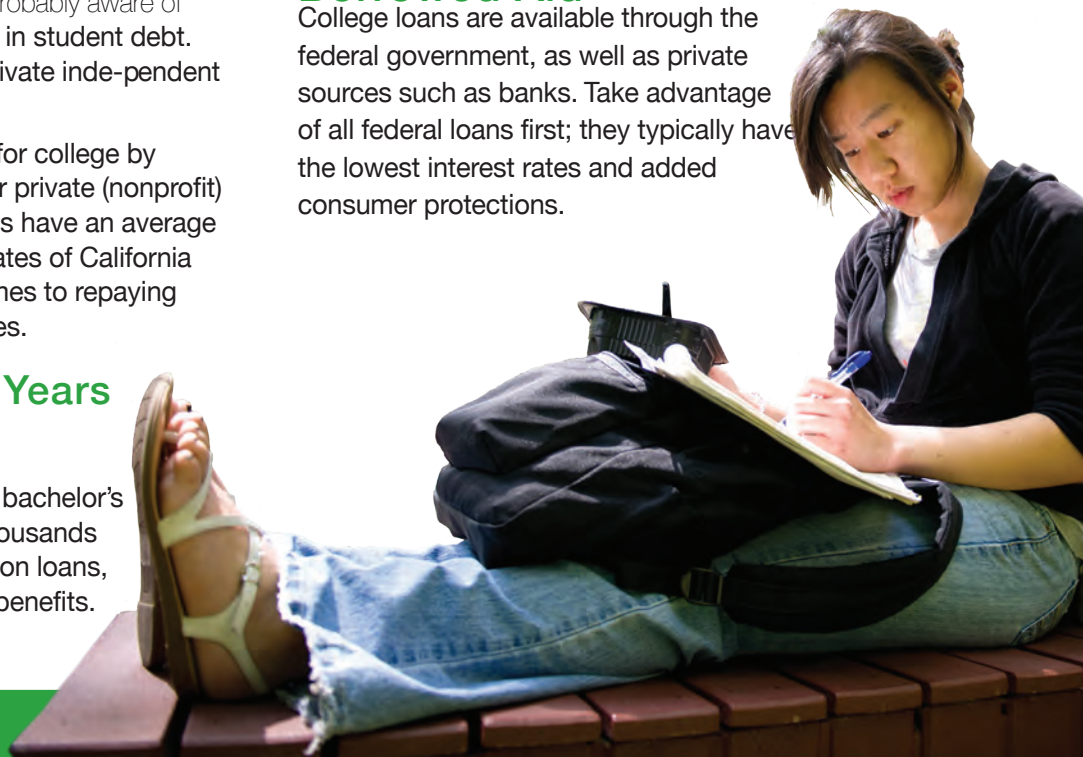 robably aware of
in student debt.
ivate inde-pendent
for college by
r private (nonprofit)
s have an average
ates of California
nes to repaying
es.
Years
bachelor's
ousands
on loans,
benefits.
Borrowed Aid
College loans are available through the
federal government, as well as private
sources such as banks. Take advantage
of all federal loans first; they typically have
the lowest interest rates and added
consumer protections.